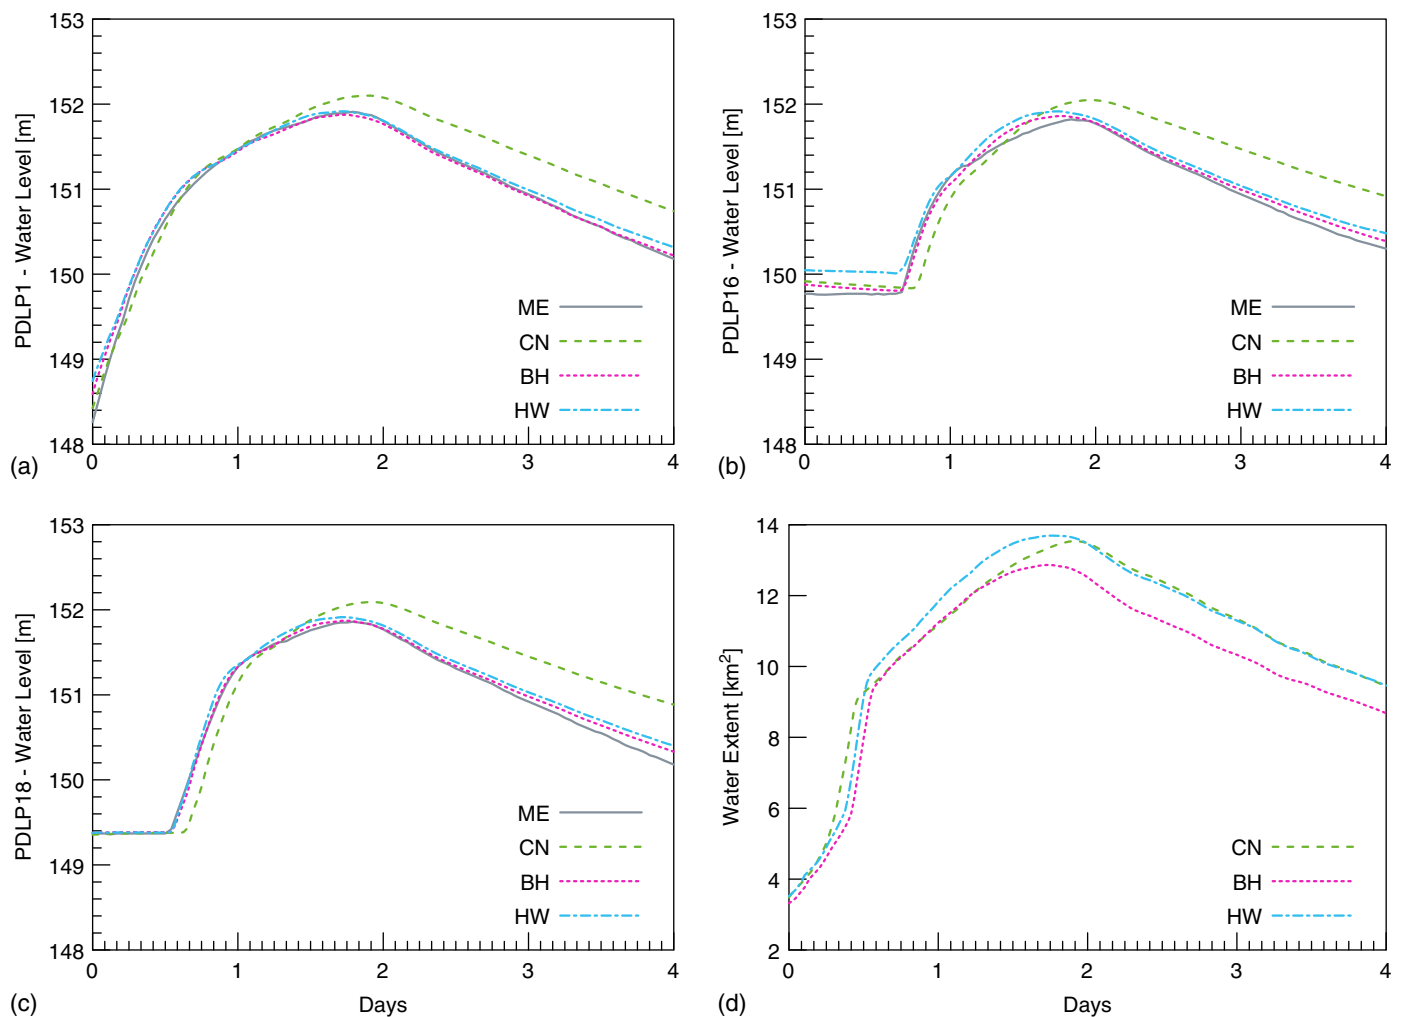 153
152
151
150
149
148
PDLP1 - Water Level [m]
ME
CN
BH
HW
0 1 2 3 4
(a)
153
152
151
150
149
148
PDLP16 - Water Level [m]
ME
CN
BH
HW
0 1 2 3 4
(b)
153
152
151
150
149
148
PDLP18 - Water Level [m]
ME
CN
BH
HW
0 1 2 3 4
Days
(c)
14
12
10
8
6
4
2
Water Extent [km²]
CN
BH
HW
0 1 2 3 4
Days
(d)